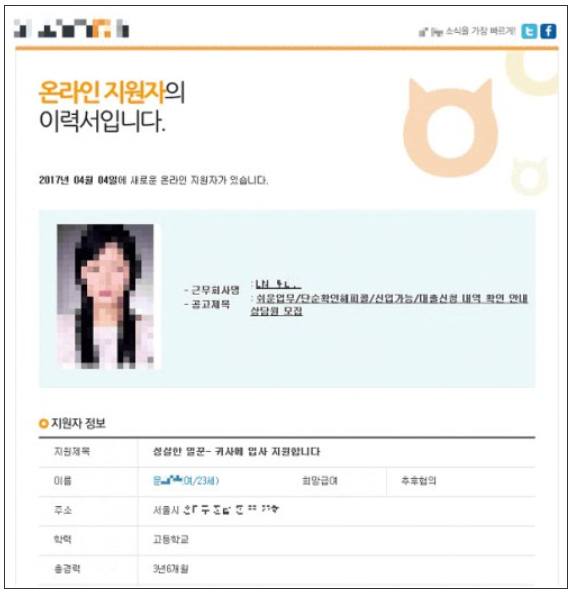 소식을 가장 빠르게!
온라인 지원자의
이력서입니다.
2017년 04월 04일에 새로운 온라인 지원자가 있습니다.
- 근무회사명 :
- 공고제목 : 쉬운업무/단순확인해피콜/신입가능/대출신청 내역 확인 안내
상담원 모집
지원자 정보
지원제목 성실한 일꾼- 귀사에 입사 지원합니다
이름 문 (여/23세) 희망급여 추후협의
주소 서울시
학력 고등학교
총경력 3년6개월